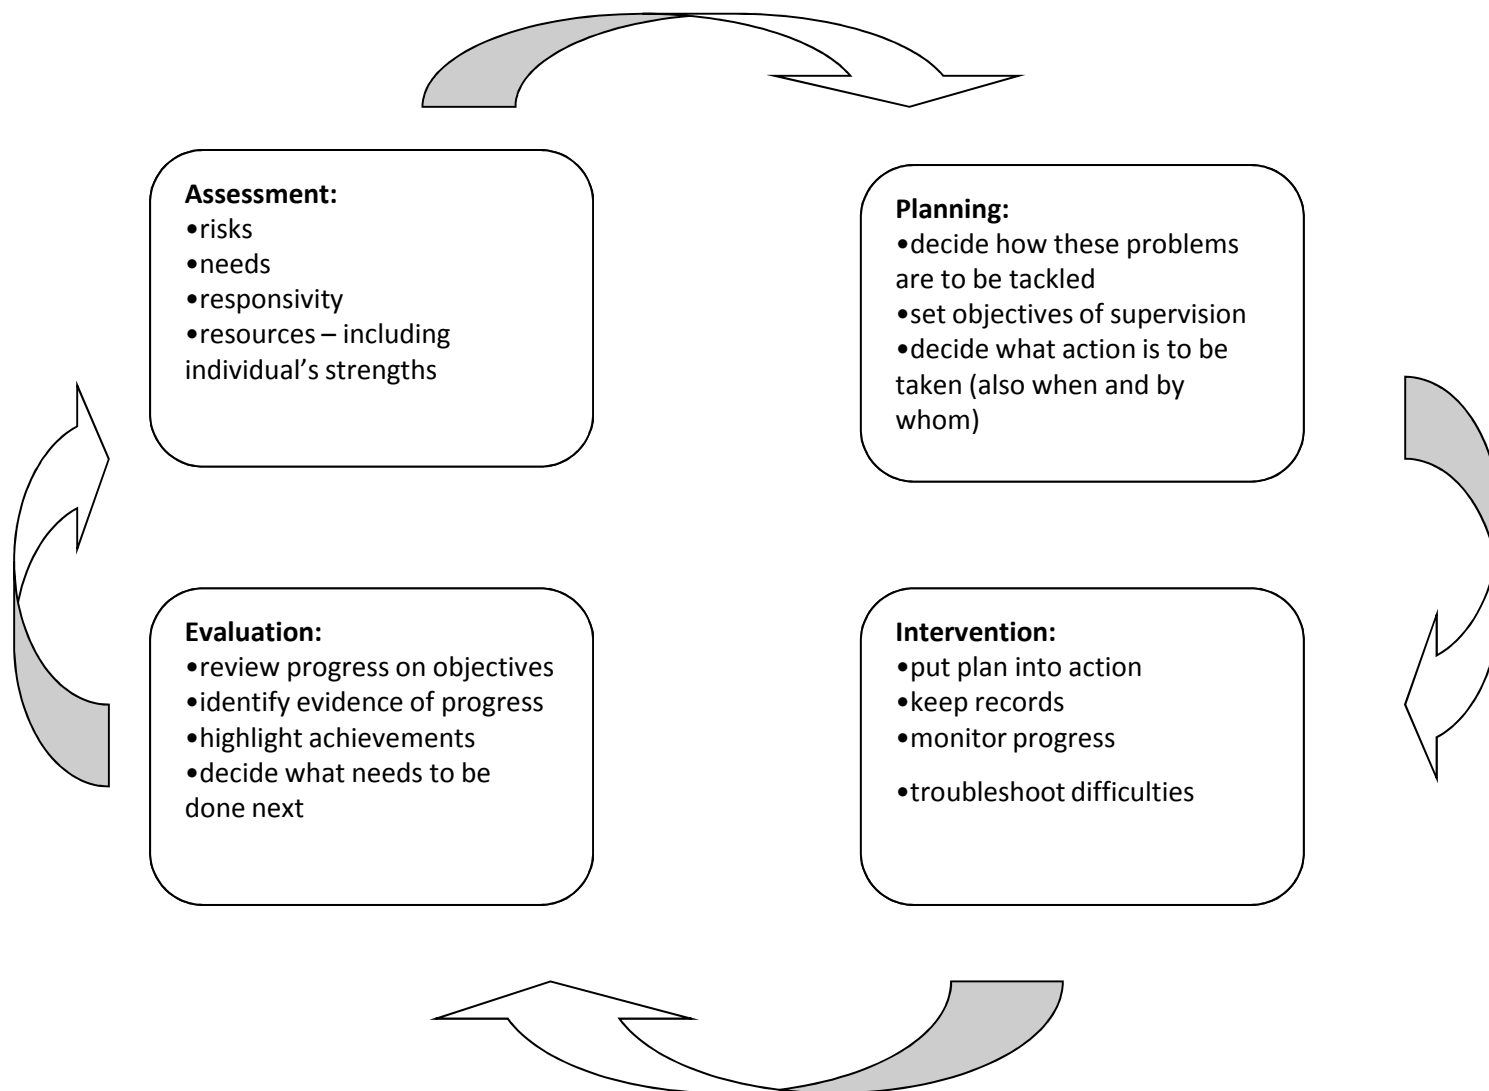 Assessment:
•risks
•needs
•responsivity
•resources – including
individual’s strengths
Planning:
•decide how these problems
are to be tackled
•set objectives of supervision
•decide what action is to be
taken (also when and by
whom)
Evaluation:
•review progress on objectives
•identify evidence of progress
•highlight achievements
•decide what needs to be
done next
Intervention:
•put plan into action
•keep records
•monitor progress
•troubleshoot difficulties